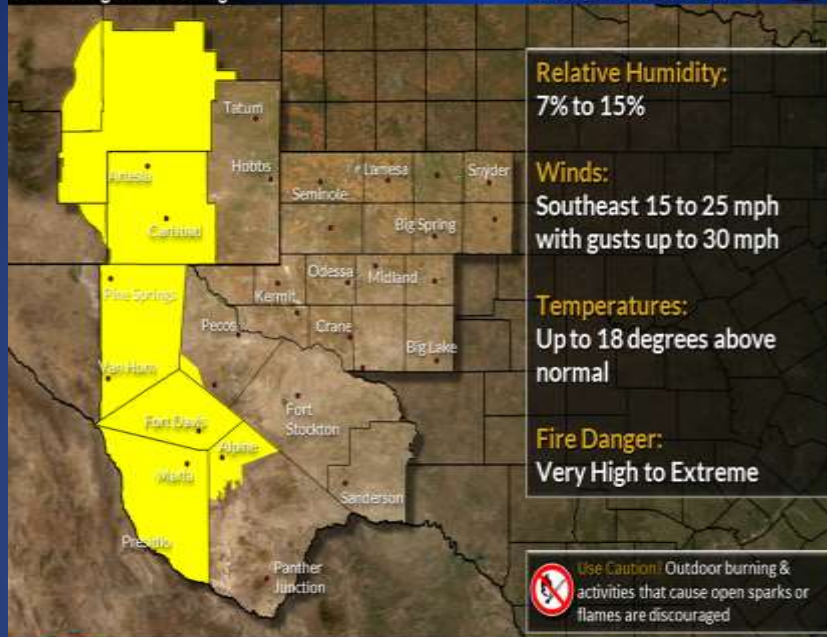 Tatum
Hobbs
Artesia
Carlsbad
Lamesa
Snyder
Seminole
Big Spring
Odessa
Midland
Kermit
Pine Springs
Pecos
Crane
Big Lake
Van Horn
Fort Davis
Fort
Stockton
Alpine
Marfa
Sanderson
Presidio
Panther
Junction
Relative Humidity:
7% to 15%
Winds:
Southeast 15 to 25 mph
with gusts up to 30 mph
Temperatures:
Up to 18 degrees above
normal
Fire Danger:
Very High to Extreme
Use Caution! Outdoor burning &
activities that cause open sparks or
flames are discouraged